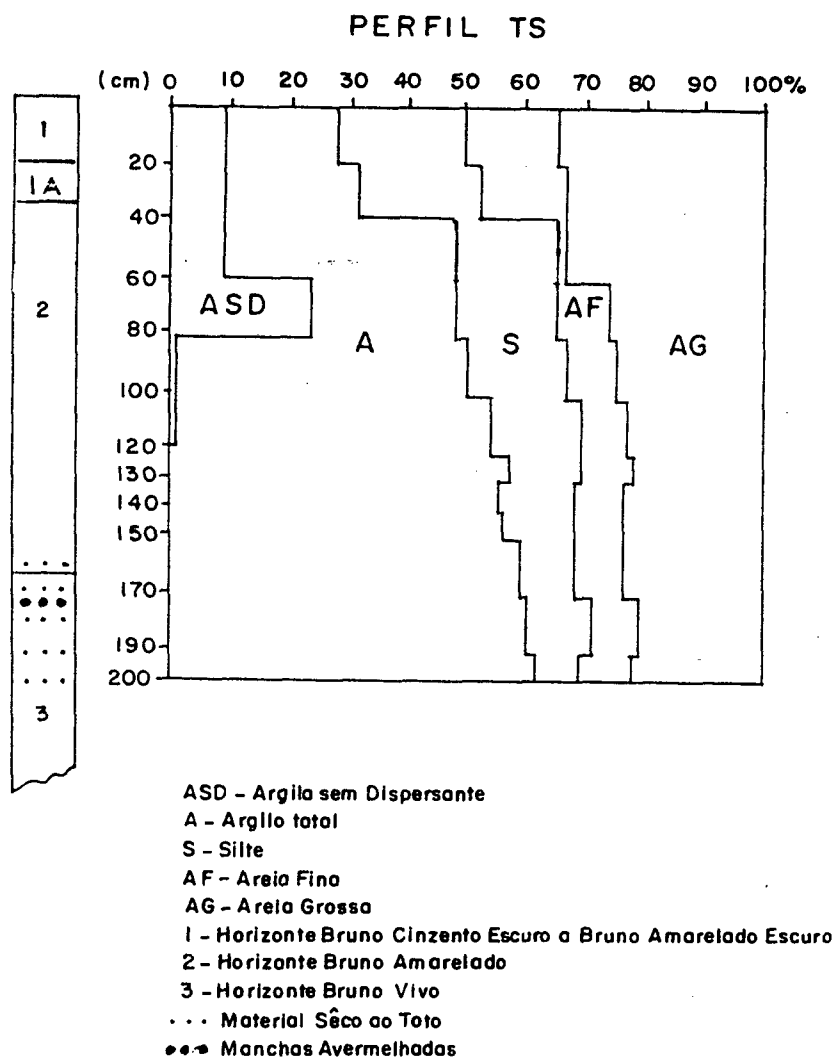 PERFIL TS
(cm) 0 10 20 30 40 50 60 70 80 90 100%
1
1A
2
3
20
40
60
80
100
120
130
140
150
170
190
200
ASD
A
S
AF
AG
ASD - Argila sem Dispersante
A - Argilo total
S - Silte
AF - Areia Fina
AG - Areia Grossa
1 - Horizonte Bruno Cinzento Escuro a Bruno Amarelado Escuro
2 - Horizonte Bruno Amarelado
3 - Horizonte Bruno Vivo
... Material Sêco ao Tato
●●● Manchas Avermelhadas